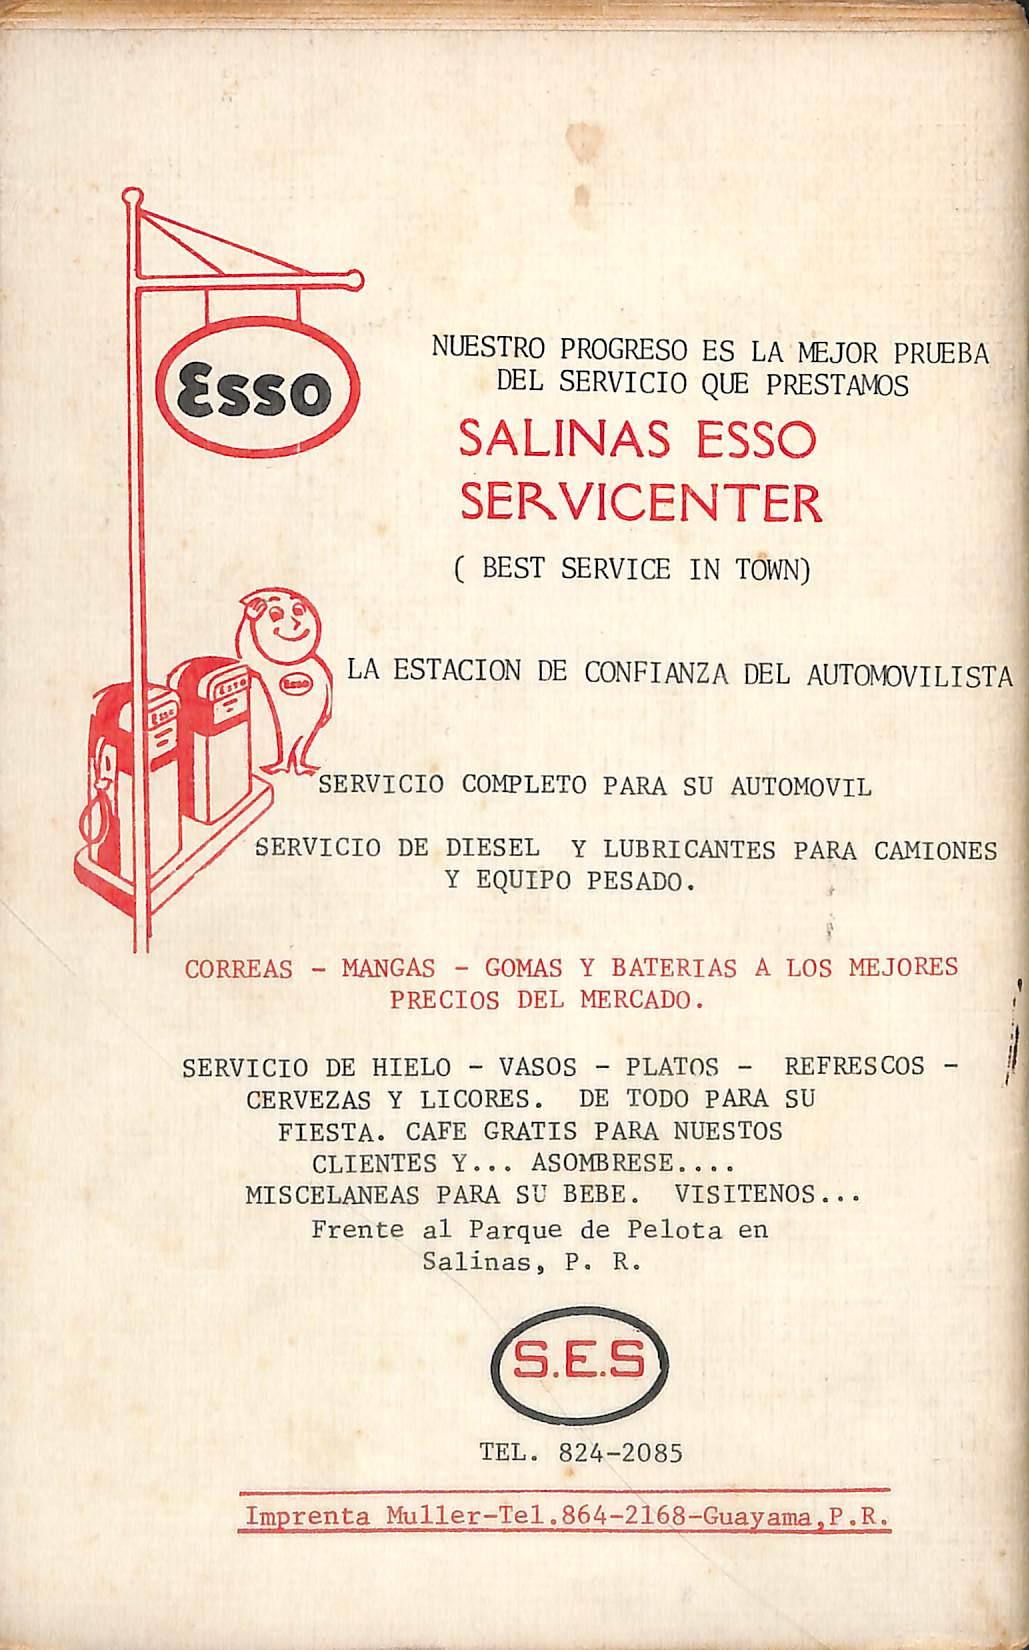 Esso
NUESTRO PROGRESO ES LA MEJOR PRUEBA
DEL SERVICIO QUE PRESTAMOS
SALINAS ESSO
SERVICENTER
( BEST SERVICE IN TOWN)
Esso
Esso
Esso
LA ESTACION DE CONFIANZA DEL AUTOMOVILISTA
SERVICIO COMPLETO PARA SU AUTOMOVIL
SERVICIO DE DIESEL Y LUBRICANTES PARA CAMIONES
Y EQUIPO PESADO.
CORREAS - MANGAS - GOMAS Y BATERIAS A LOS MEJORES
PRECIOS DEL MERCADO.
SERVICIO DE HIELO - VASOS - PLATOS - REFRESCOS -
CERVEZAS Y LICORES. DE TODO PARA SU
FIESTA. CAFE GRATIS PARA NUESTOS
CLIENTES Y... ASOMBRESE....
MISCELANEAS PARA SU BEBE. VISITENOS...
Frente al Parque de Pelota en
Salinas, P. R.
S.E.S
TEL. 824-2085
Imprenta Muller-Tel.864-2168-Guayama,P.R.